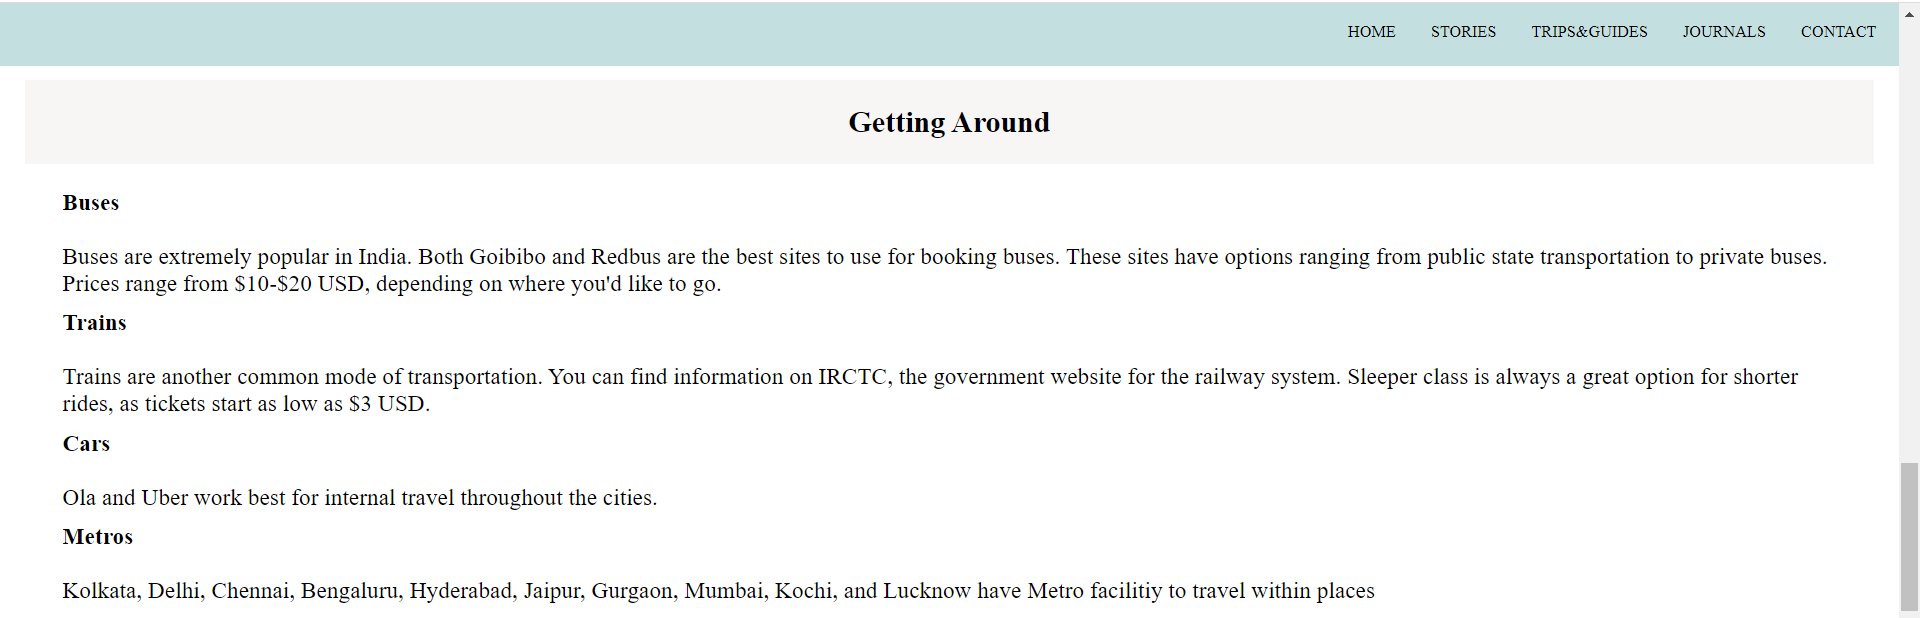 HOME STORIES TRIPS&GUIDES JOURNALS CONTACT
Getting Around
Buses
Buses are extremely popular in India. Both Goibibo and Redbus are the best sites to use for booking buses. These sites have options ranging from public state transportation to private buses.
Prices range from $10-$20 USD, depending on where you'd like to go.
Trains
Trains are another common mode of transportation. You can find information on IRCTC, the government website for the railway system. Sleeper class is always a great option for shorter
rides, as tickets start as low as $3 USD.
Cars
Ola and Uber work best for internal travel throughout the cities.
Metros
Kolkata, Delhi, Chennai, Bengaluru, Hyderabad, Jaipur, Gurgaon, Mumbai, Kochi, and Lucknow have Metro facilitiy to travel within places